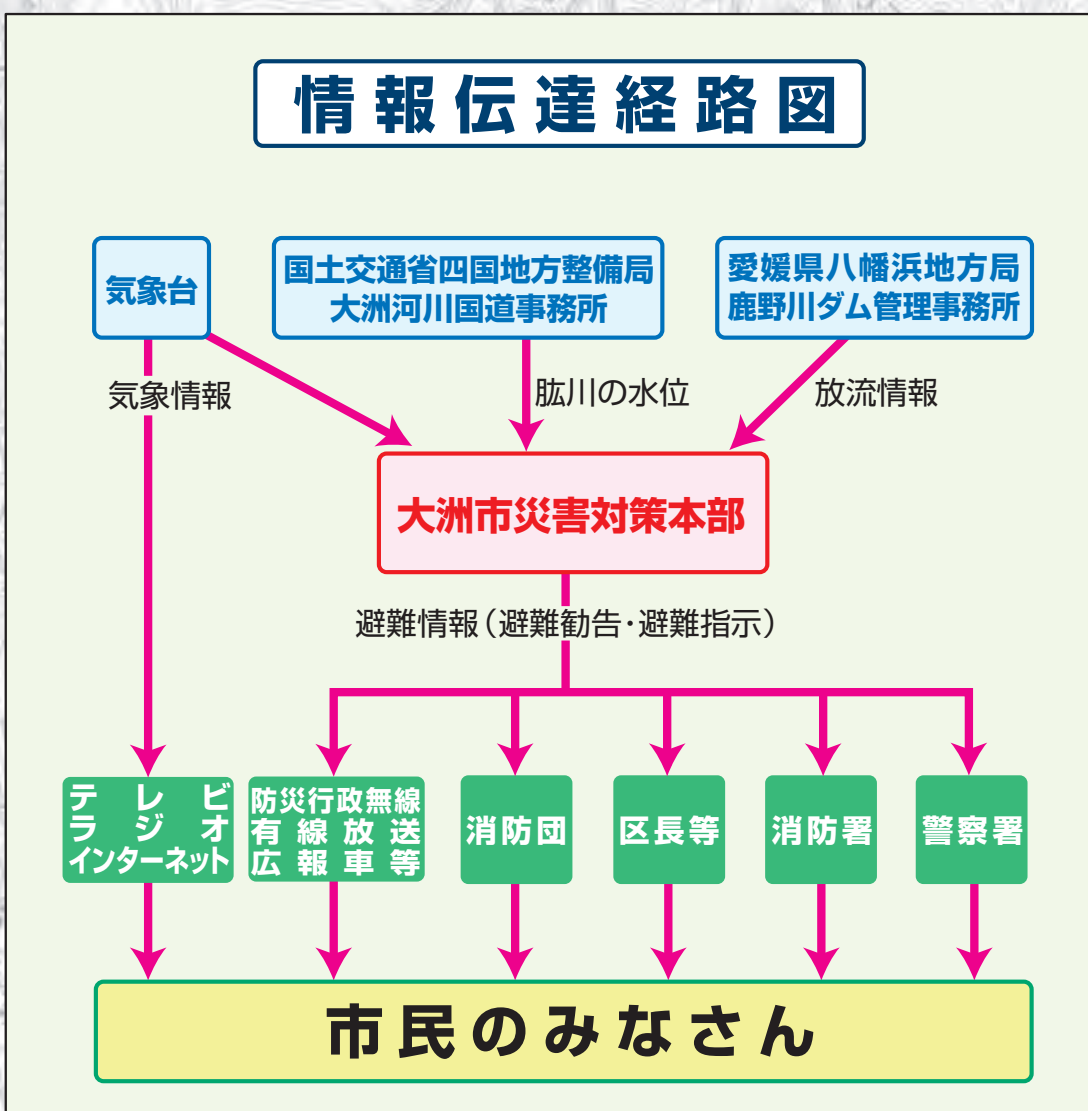 情報伝達経路図
気象台
国土交通省四国地方整備局
大洲河川国道事務所
愛媛県八幡浜地方局
鹿野川ダム管理事務所
気象情報
肱川の水位
放流情報
大洲市災害対策本部
避難情報(避難勧告・避難指示)
テレビ
ラジオ
インターネット
防災行政無線
有線放送
広報車等
消防団
区長等
消防署
警察署
市民のみなさん